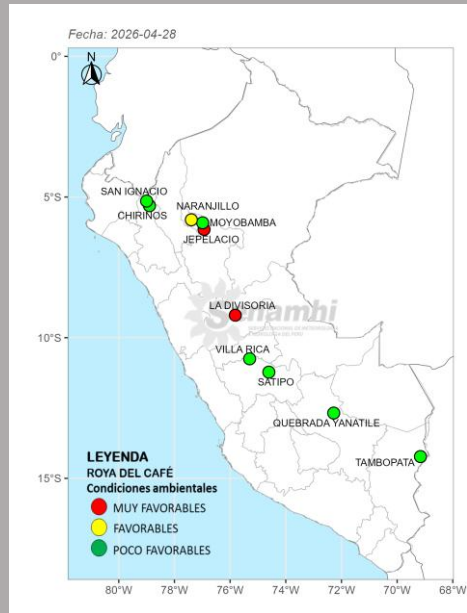 Fecha: 2026-04-28
N
0°
5°S
10°S
15°S
SAN IGNACIO
CHIRINOS
NARANJILLO
MOYOBAMBA
JEPELACIO
LA DIVISORIA
Senamhi
VILLA RICA
SATIPO
QUEBRADA YANATILE
TAMBOPATA
LEYENDA
ROYA DEL CAFÉ
Condiciones ambientales
MUY FAVORABLES
FAVORABLES
POCO FAVORABLES
80°W 78°W 76°W 74°W 72°W 70°W 68°W